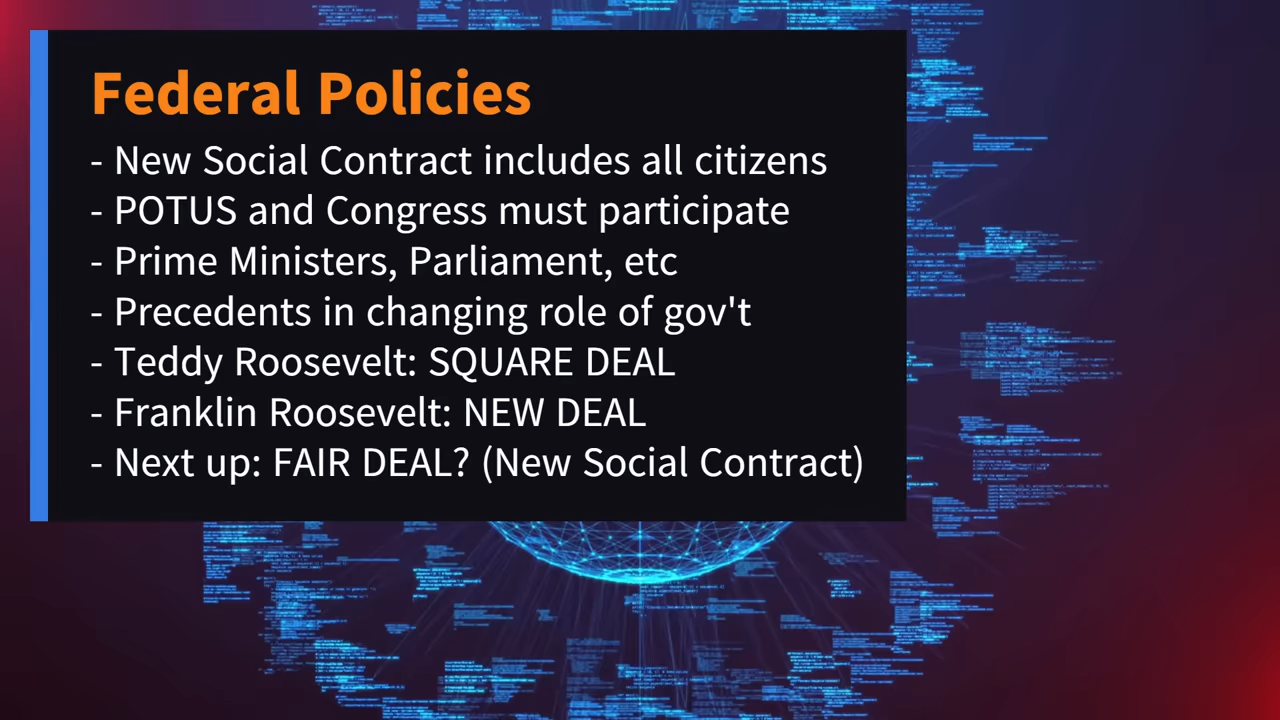 Federal Policies
- New Social Contract includes all citizens
- POTUS and Congress must participate
- Prime Ministers, Parliament, etc
- Precedents in changing role of gov't
- Teddy Roosevelt: SQUARE DEAL
- Franklin Roosevelt: NEW DEAL
- Next up: FAIR DEAL? (New Social Contract)